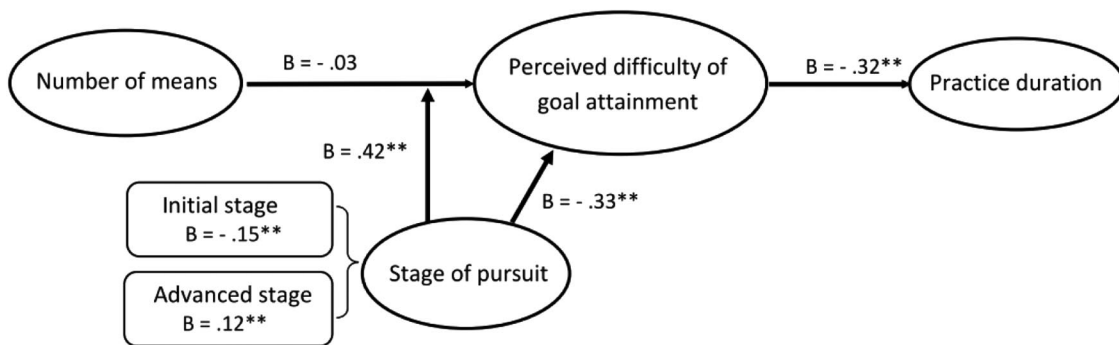 Number of means
B = - .03
Perceived difficulty of
goal attainment
B = - .32**
Practice duration
B = .42**
B = - .33**
Initial stage
B = - .15**
Advanced stage
B = .12**
Stage of pursuit